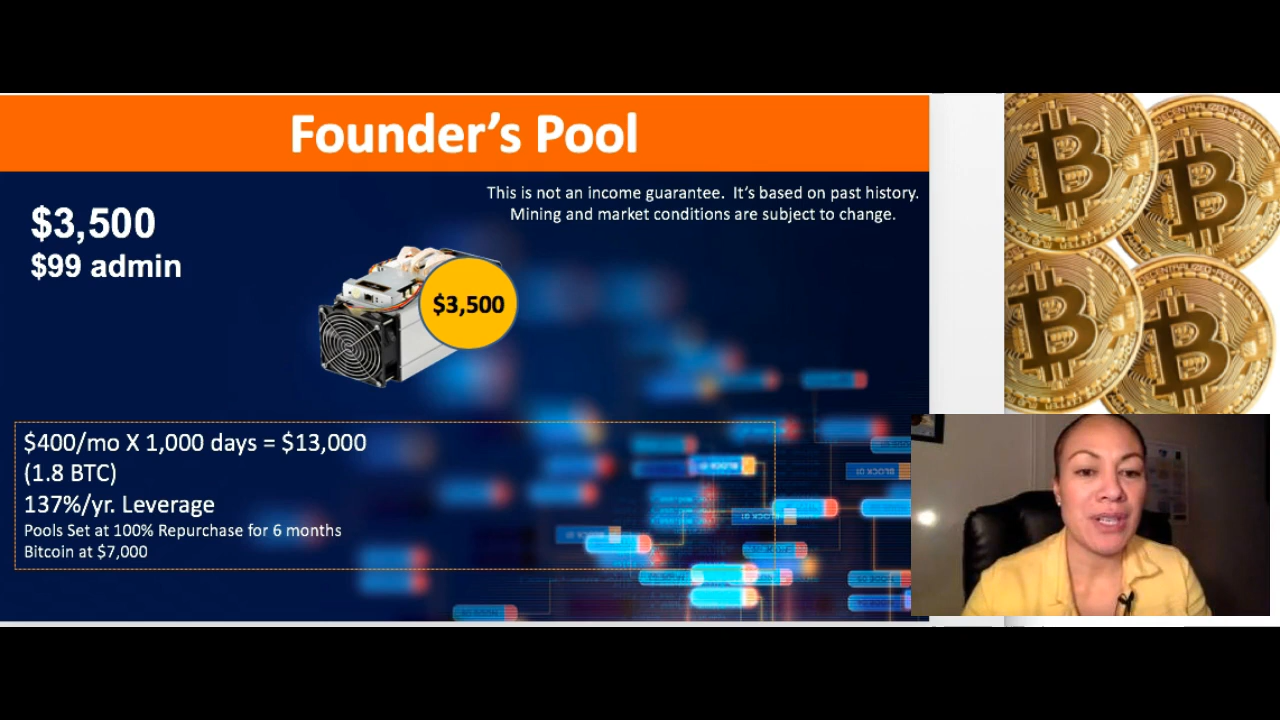 Founder's Pool
This is not an income guarantee. It's based on past history.
Mining and market conditions are subject to change.
$3,500
$99 admin
$3,500
$400/mo X 1,000 days = $13,000
(1.8 BTC)
137%/yr. Leverage
Pools Set at 100% Repurchase for 6 months
Bitcoin at $7,000